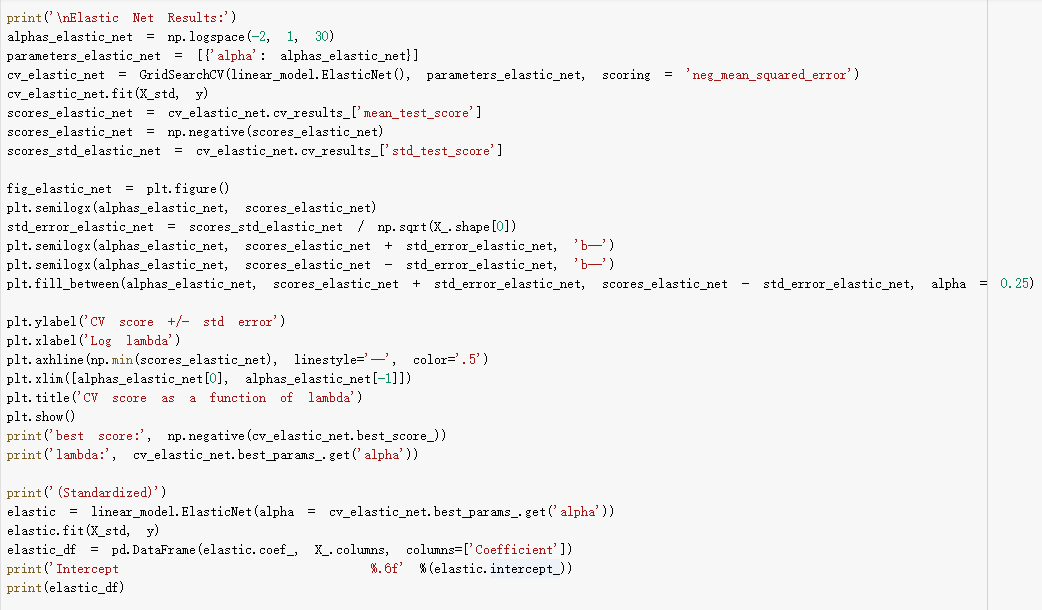 print('\nElastic Net Results:')
alphas_elastic_net = np.logspace(-2, 1, 30)
parameters_elastic_net = [{'alpha': alphas_elastic_net}]
cv_elastic_net = GridSearchCV(linear_model.ElasticNet(), parameters_elastic_net, scoring = 'neg_mean_squared_error')
cv_elastic_net.fit(X_std, y)
scores_elastic_net = cv_elastic_net.cv_results_['mean_test_score']
scores_elastic_net = np.negative(scores_elastic_net)
scores_std_elastic_net = cv_elastic_net.cv_results_['std_test_score']
fig_elastic_net = plt.figure()
plt.semilogx(alphas_elastic_net, scores_elastic_net)
std_error_elastic_net = scores_std_elastic_net / np.sqrt(X_.shape[0])
plt.semilogx(alphas_elastic_net, scores_elastic_net + std_error_elastic_net, 'b--')
plt.semilogx(alphas_elastic_net, scores_elastic_net - std_error_elastic_net, 'b--')
plt.fill_between(alphas_elastic_net, scores_elastic_net + std_error_elastic_net, scores_elastic_net - std_error_elastic_net, alpha = 0.25)
plt.ylabel('CV score +/- std error')
plt.xlabel('Log lambda')
plt.axhline(np.min(scores_elastic_net), linestyle='--', color='.5')
plt.xlim([alphas_elastic_net[0], alphas_elastic_net[-1]])
plt.title('CV score as a function of lambda')
plt.show()
print('best score:', np.negative(cv_elastic_net.best_score_))
print('lambda:', cv_elastic_net.best_params_.get('alpha'))
print('(Standardized)')
elastic = linear_model.ElasticNet(alpha = cv_elastic_net.best_params_.get('alpha'))
elastic.fit(X_std, y)
elastic_df = pd.DataFrame(elastic.coef_, X_.columns, columns=['Coefficient'])
print('Intercept %.6f' %(elastic.intercept_))
print(elastic_df)